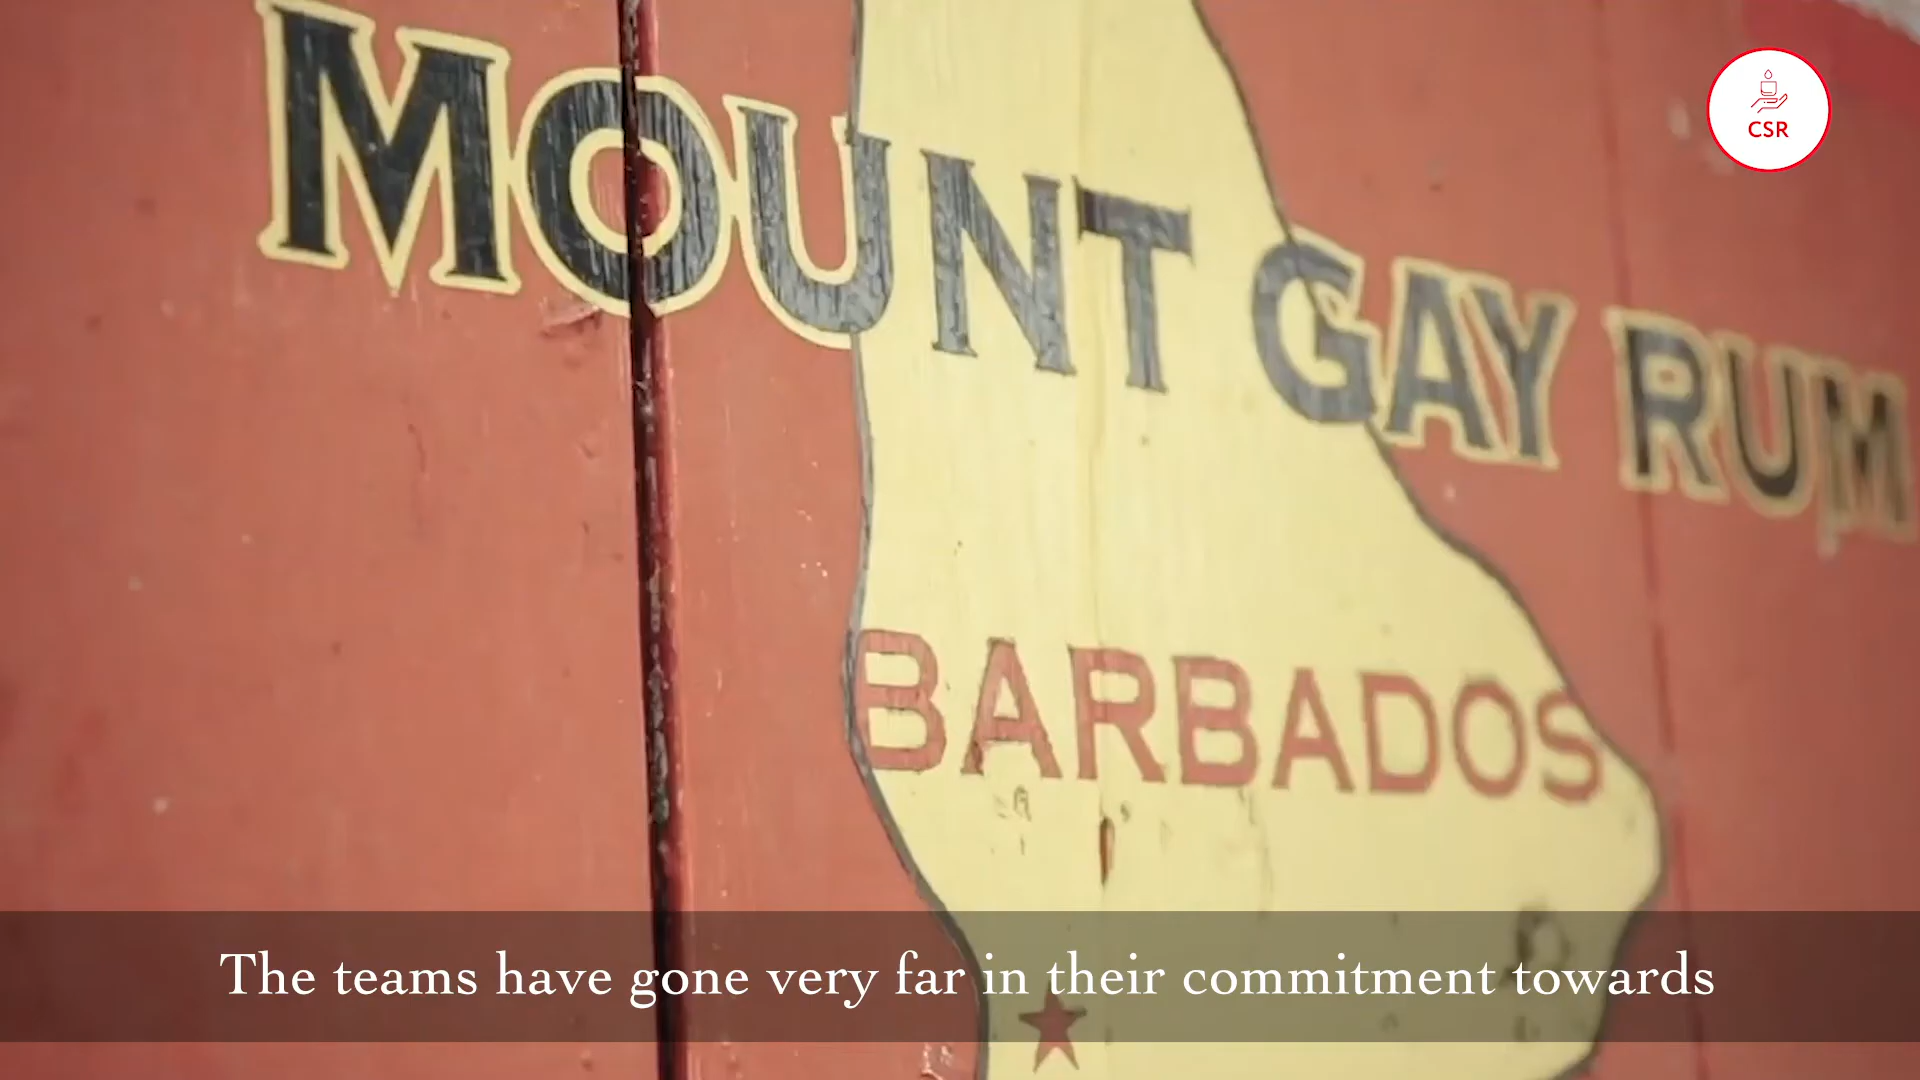 MOUNT GAY RUM
CSR
BARBADOS
The teams have gone very far in their commitment towards